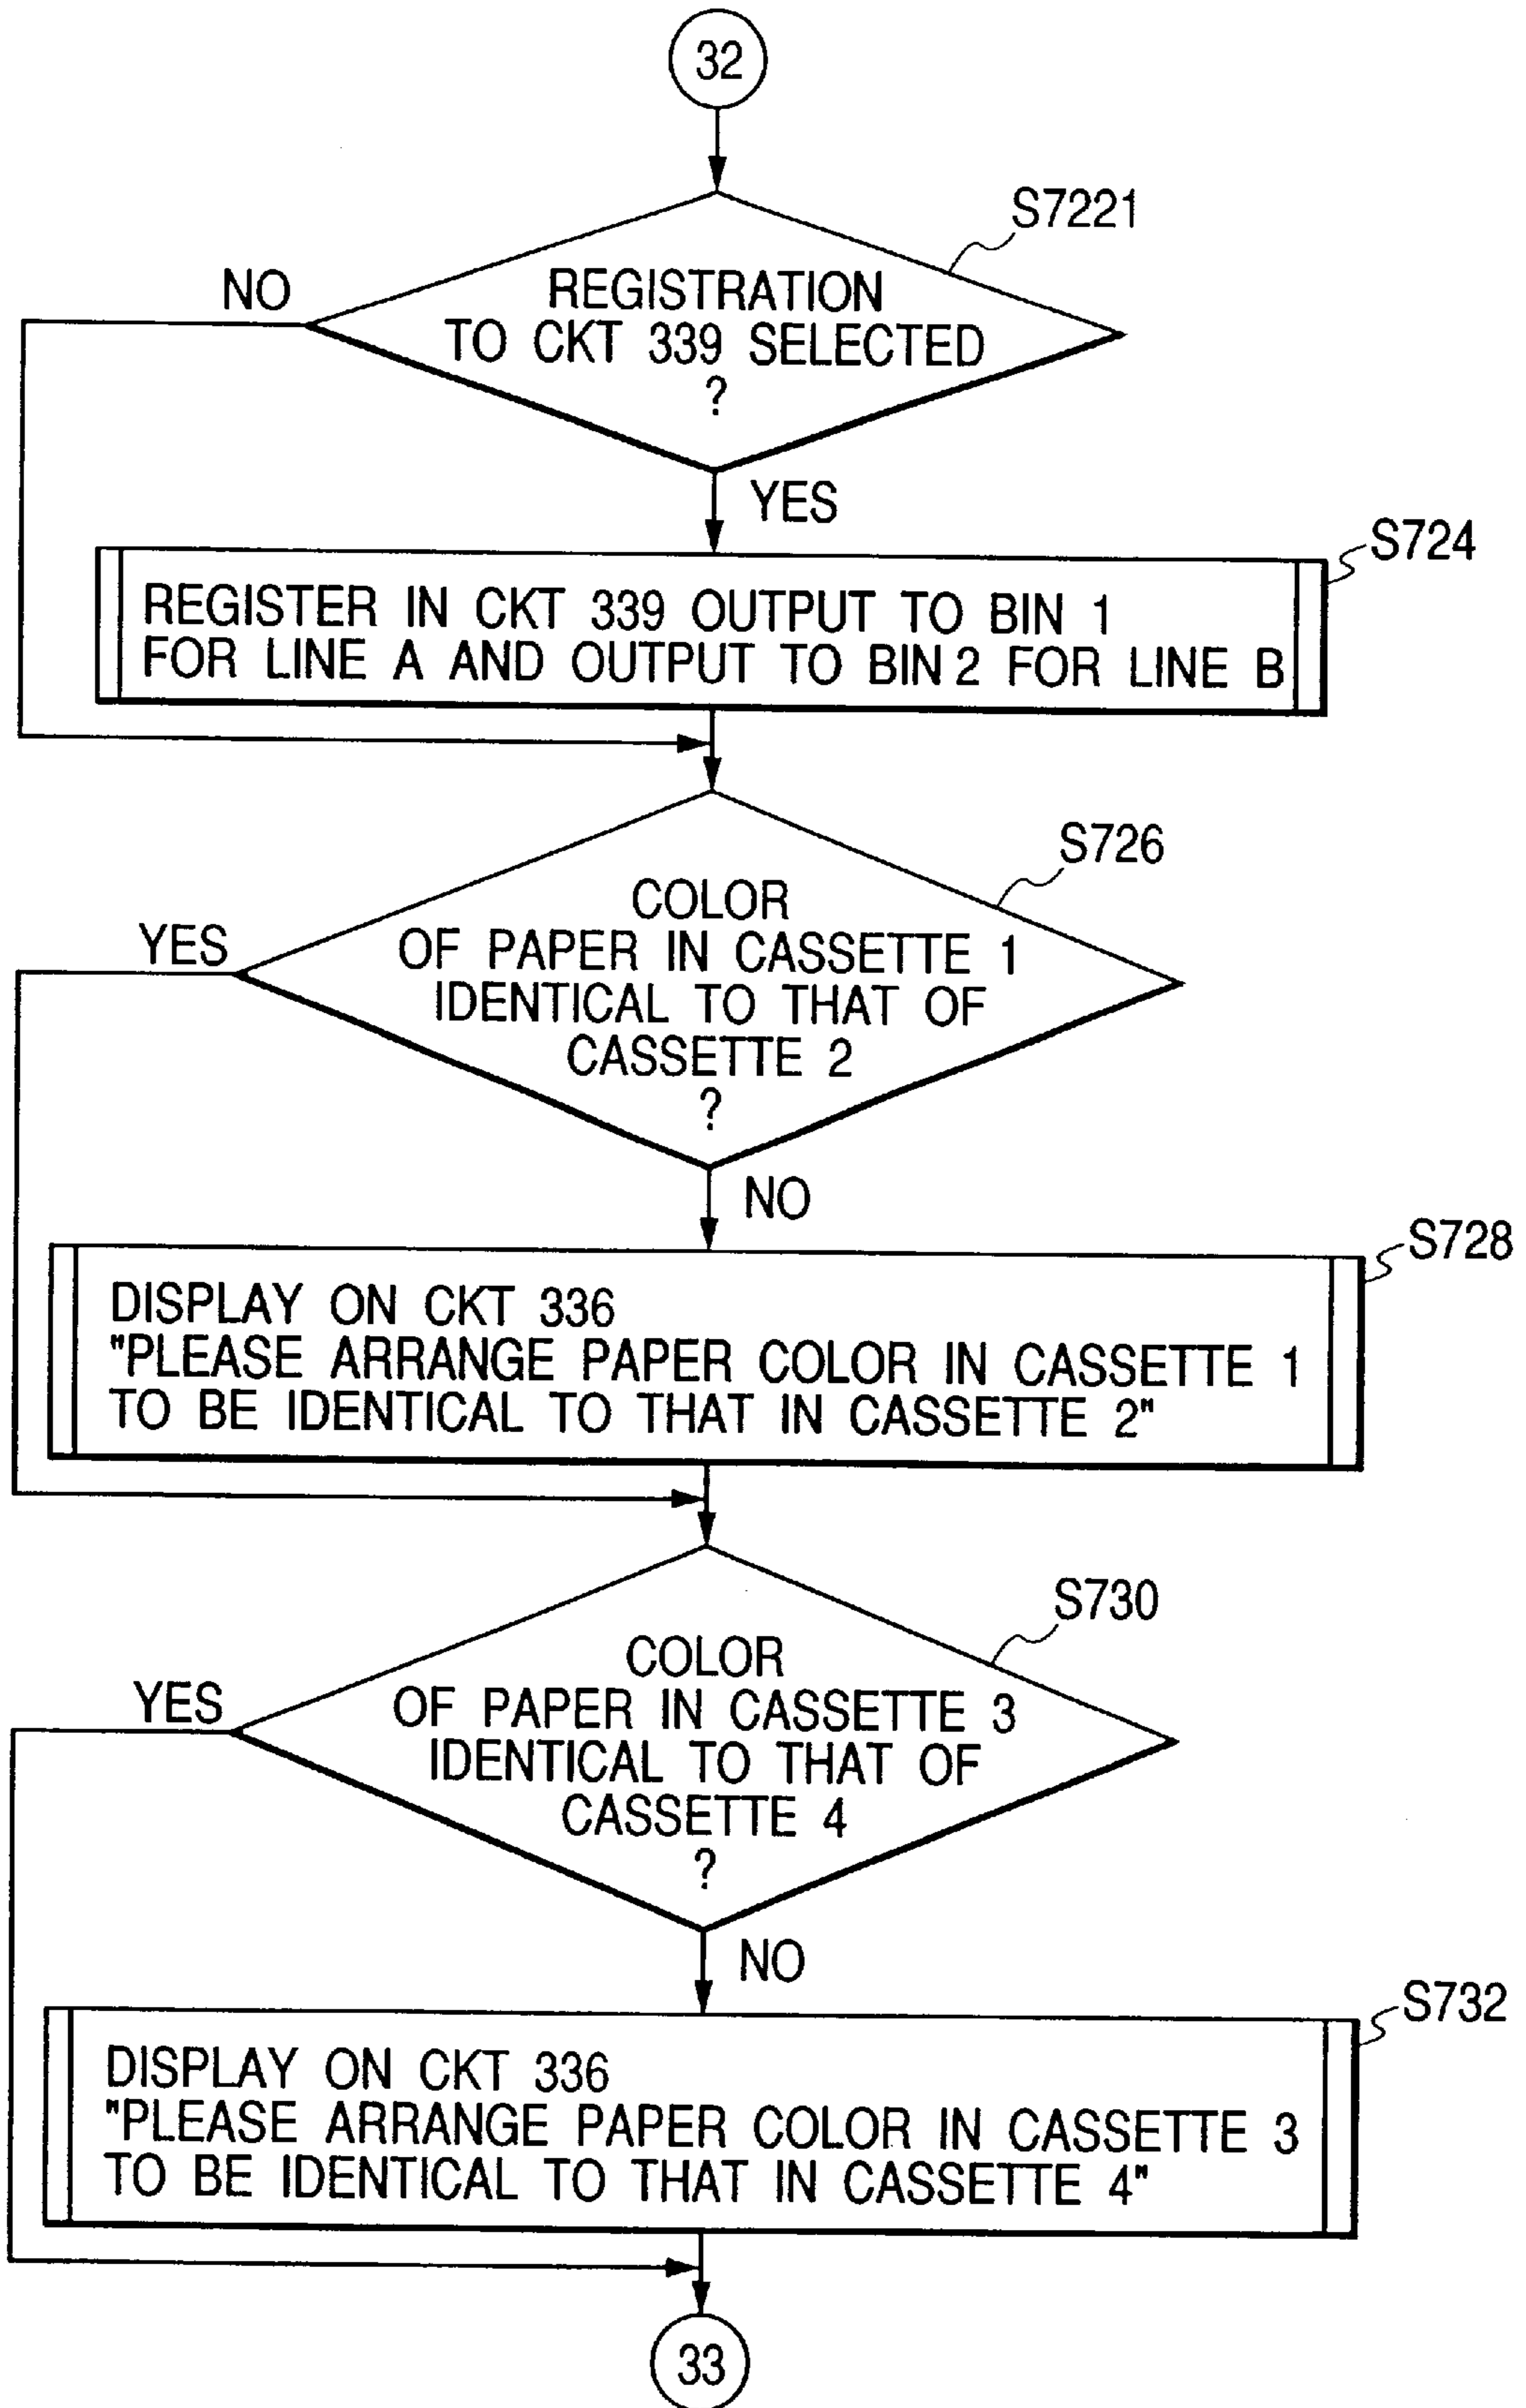 32
S7221
NO
REGISTRATION
TO CKT 339 SELECTED
?
YES
S724
REGISTER IN CKT 339 OUTPUT TO BIN 1
FOR LINE A AND OUTPUT TO BIN 2 FOR LINE B
S726
YES
COLOR
OF PAPER IN CASSETTE 1
IDENTICAL TO THAT OF
CASSETTE 2
?
NO
S728
DISPLAY ON CKT 336
"PLEASE ARRANGE PAPER COLOR IN CASSETTE 1
TO BE IDENTICAL TO THAT IN CASSETTE 2"
S730
YES
COLOR
OF PAPER IN CASSETTE 3
IDENTICAL TO THAT OF
CASSETTE 4
?
NO
S732
DISPLAY ON CKT 336
"PLEASE ARRANGE PAPER COLOR IN CASSETTE 3
TO BE IDENTICAL TO THAT IN CASSETTE 4"
33